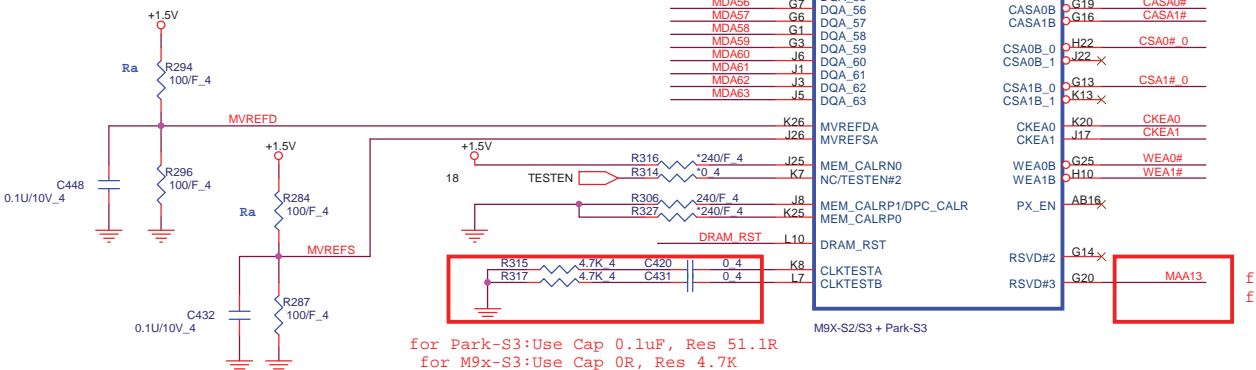 MDA56 G7 DQA_56 CASA0B G19 CASA0#
MDA57 G6 DQA_57 CASA1B G16 CASA1#
MDA58 G1 DQA_58
MDA59 G3 DQA_59 CSA0B_0 H22 CSA0#_0
MDA60 J6 DQA_60 CSA0B_1 J22
MDA61 J1 DQA_61
MDA62 J3 DQA_62 CSA1B_0 G13 CSA1#_0
MDA63 J5 DQA_63 CSA1B_1 K13
+1.5V
Ra
R294
100/F_4
MVREFD K26 MVREFDA CKEA0 K20 CKEA0
J26 MVREFSA CKEA1 J17 CKEA1
+1.5V
+1.5V
R316 *240/F_4 J25 MEM_CALRN0 WEA0B G25 WEA0#
18 TESTEN R314 *0_4 K7 NC/TESTEN#2 WEA1B H10 WEA1#
R296
100/F_4
C448
0.1U/10V_4
R284
100/F_4
Ra
R306 240/F_4 J8 MEM_CALRP1/DPC_CALR PX_EN AB16
R327 *240/F_4 K25 MEM_CALRP0
DRAM_RST L10 DRAM_RST
MVREFS
RSVD#2 G14
R315 4.7K_4 C420 0_4 K8 CLKTESTA
R317 4.7K_4 C431 0_4 L7 CLKTESTB RSVD#3 G20 MAA13
f
f
R287
100/F_4
C432
0.1U/10V_4
M9X-S2/S3 + Park-S3
for Park-S3:Use Cap 0.1uF, Res 51.1R
for M9x-S3:Use Cap 0R, Res 4.7K